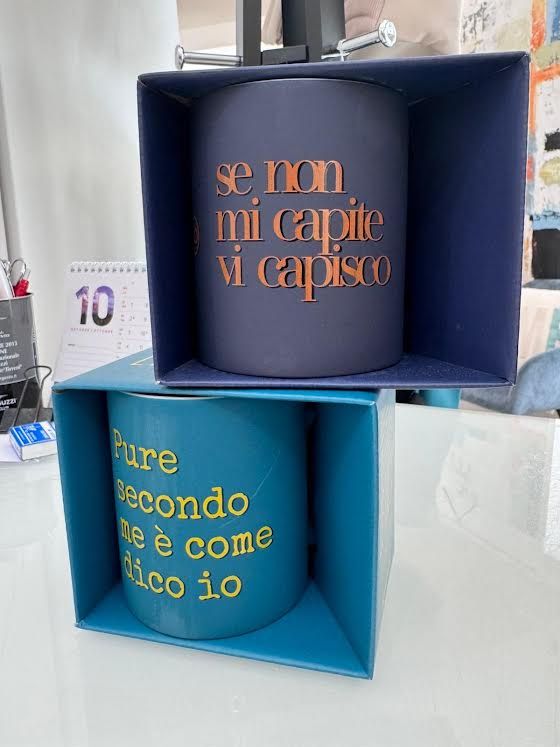 se non
mi capite
vi capisco
10
Pure
secondo
me è come
dico io